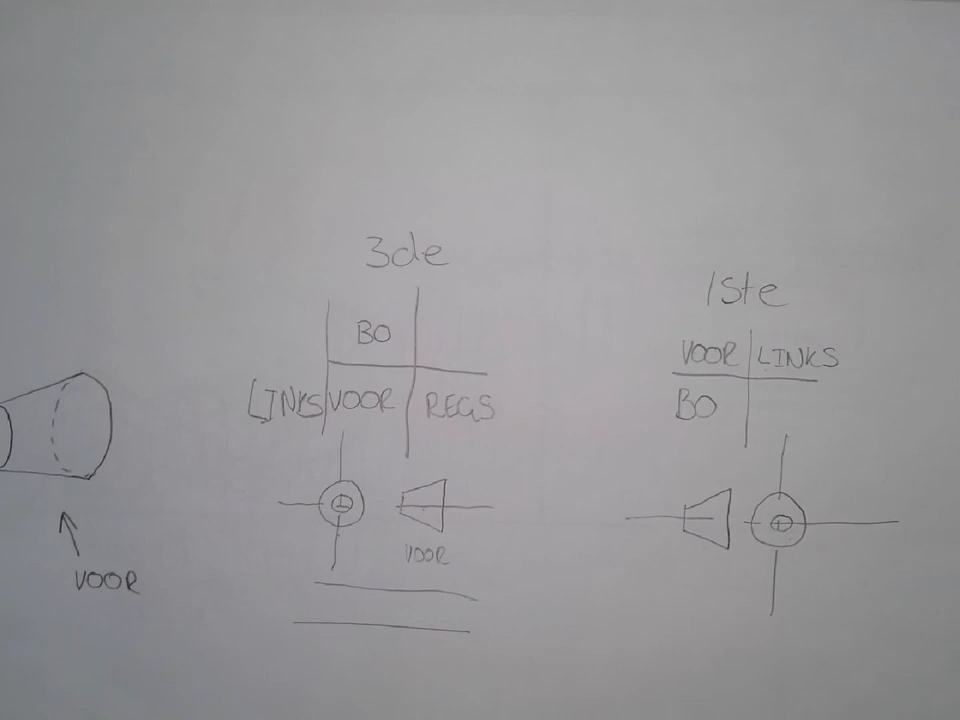 3de
BO
LINKS VOOR REGS
VOOR
VOOR
1ste
VOOR LINKS
BO